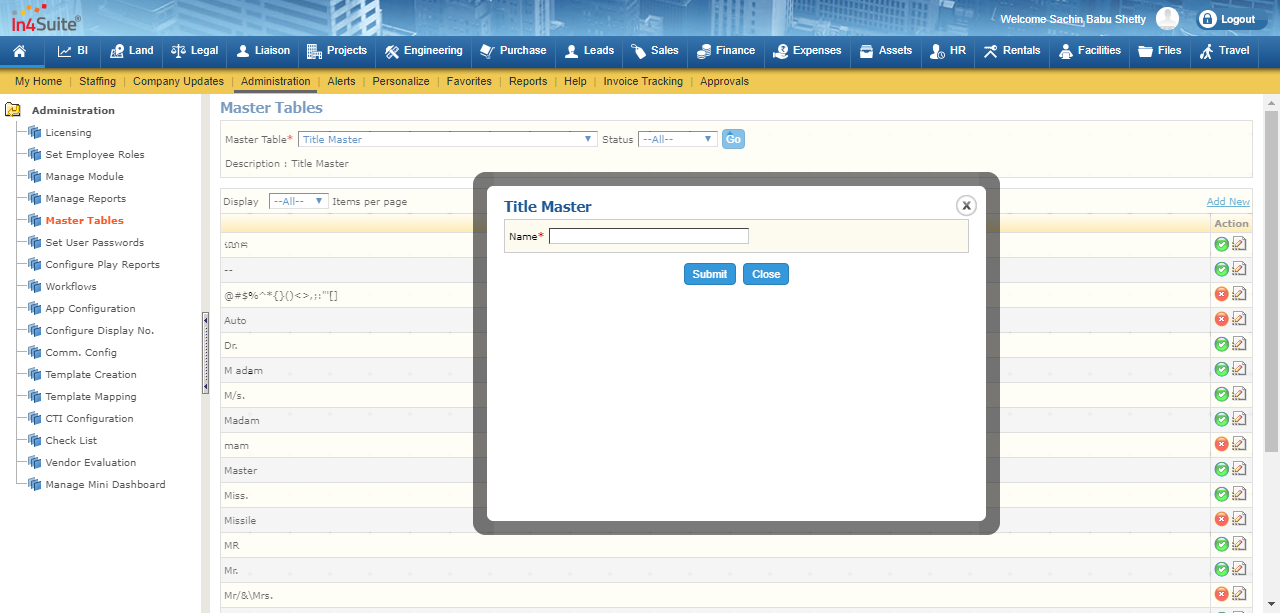 In4Suite®
Welcome Sachin Babu Shetty
Logout
BI
Land
Legal
Liaison
Projects
Engineering
Purchase
Leads
Sales
Finance
Expenses
Assets
HR
Rentals
Facilities
Files
Travel
My Home | Staffing | Company Updates | Administration | Alerts | Personalize | Favorites | Reports | Help | Invoice Tracking | Approvals
Administration
Licensing
Set Employee Roles
Manage Module
Manage Reports
Master Tables
Set User Passwords
Configure Play Reports
Workflows
App Configuration
Configure Display No.
Comm. Config
Template Creation
Template Mapping
CTI Configuration
Check List
Vendor Evaluation
Manage Mini Dashboard
Master Tables
Master Table* Title Master Status --All-- Go
Description : Title Master
Display --All-- Items per page
Add New
Action
--
Auto
Dr.
M adam
M/s.
Madam
mam
Master
Miss.
Missile
MR
Mr.
Mr/&\Mrs.
Title Master
X
Name*
Submit
Close